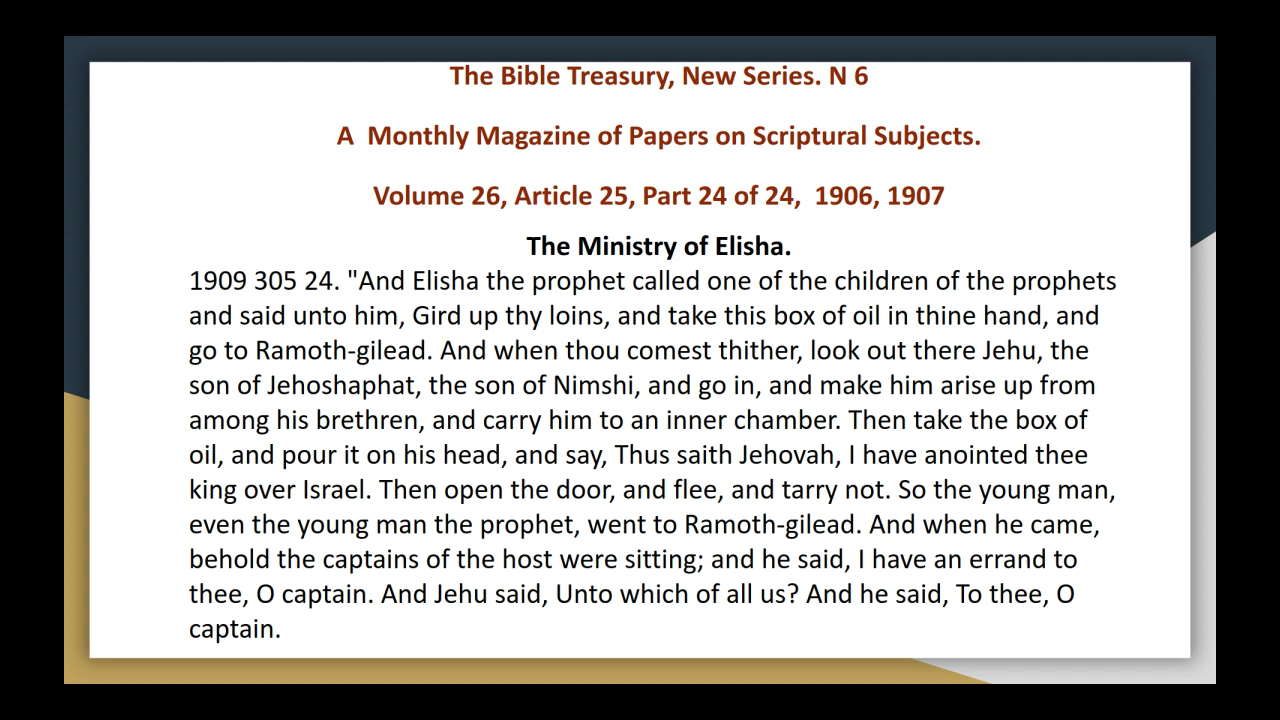 The Bible Treasury, New Series. N 6
A  Monthly Magazine of Papers on Scriptural Subjects.
Volume 26, Article 25, Part 24 of 24,  1906, 1907
The Ministry of Elisha.
1909 305 24. "And Elisha the prophet called one of the children of the prophets
and said unto him, Gird up thy loins, and take this box of oil in thine hand, and
go to Ramoth-gilead. And when thou comest thither, look out there Jehu, the
son of Jehoshaphat, the son of Nimshi, and go in, and make him arise up from
among his brethren, and carry him to an inner chamber. Then take the box of
oil, and pour it on his head, and say, Thus saith Jehovah, I have anointed thee
king over Israel. Then open the door, and flee, and tarry not. So the young man,
even the young man the prophet, went to Ramoth-gilead. And when he came,
behold the captains of the host were sitting; and he said, I have an errand to
thee, O captain. And Jehu said, Unto which of all us? And he said, To thee, O
captain.